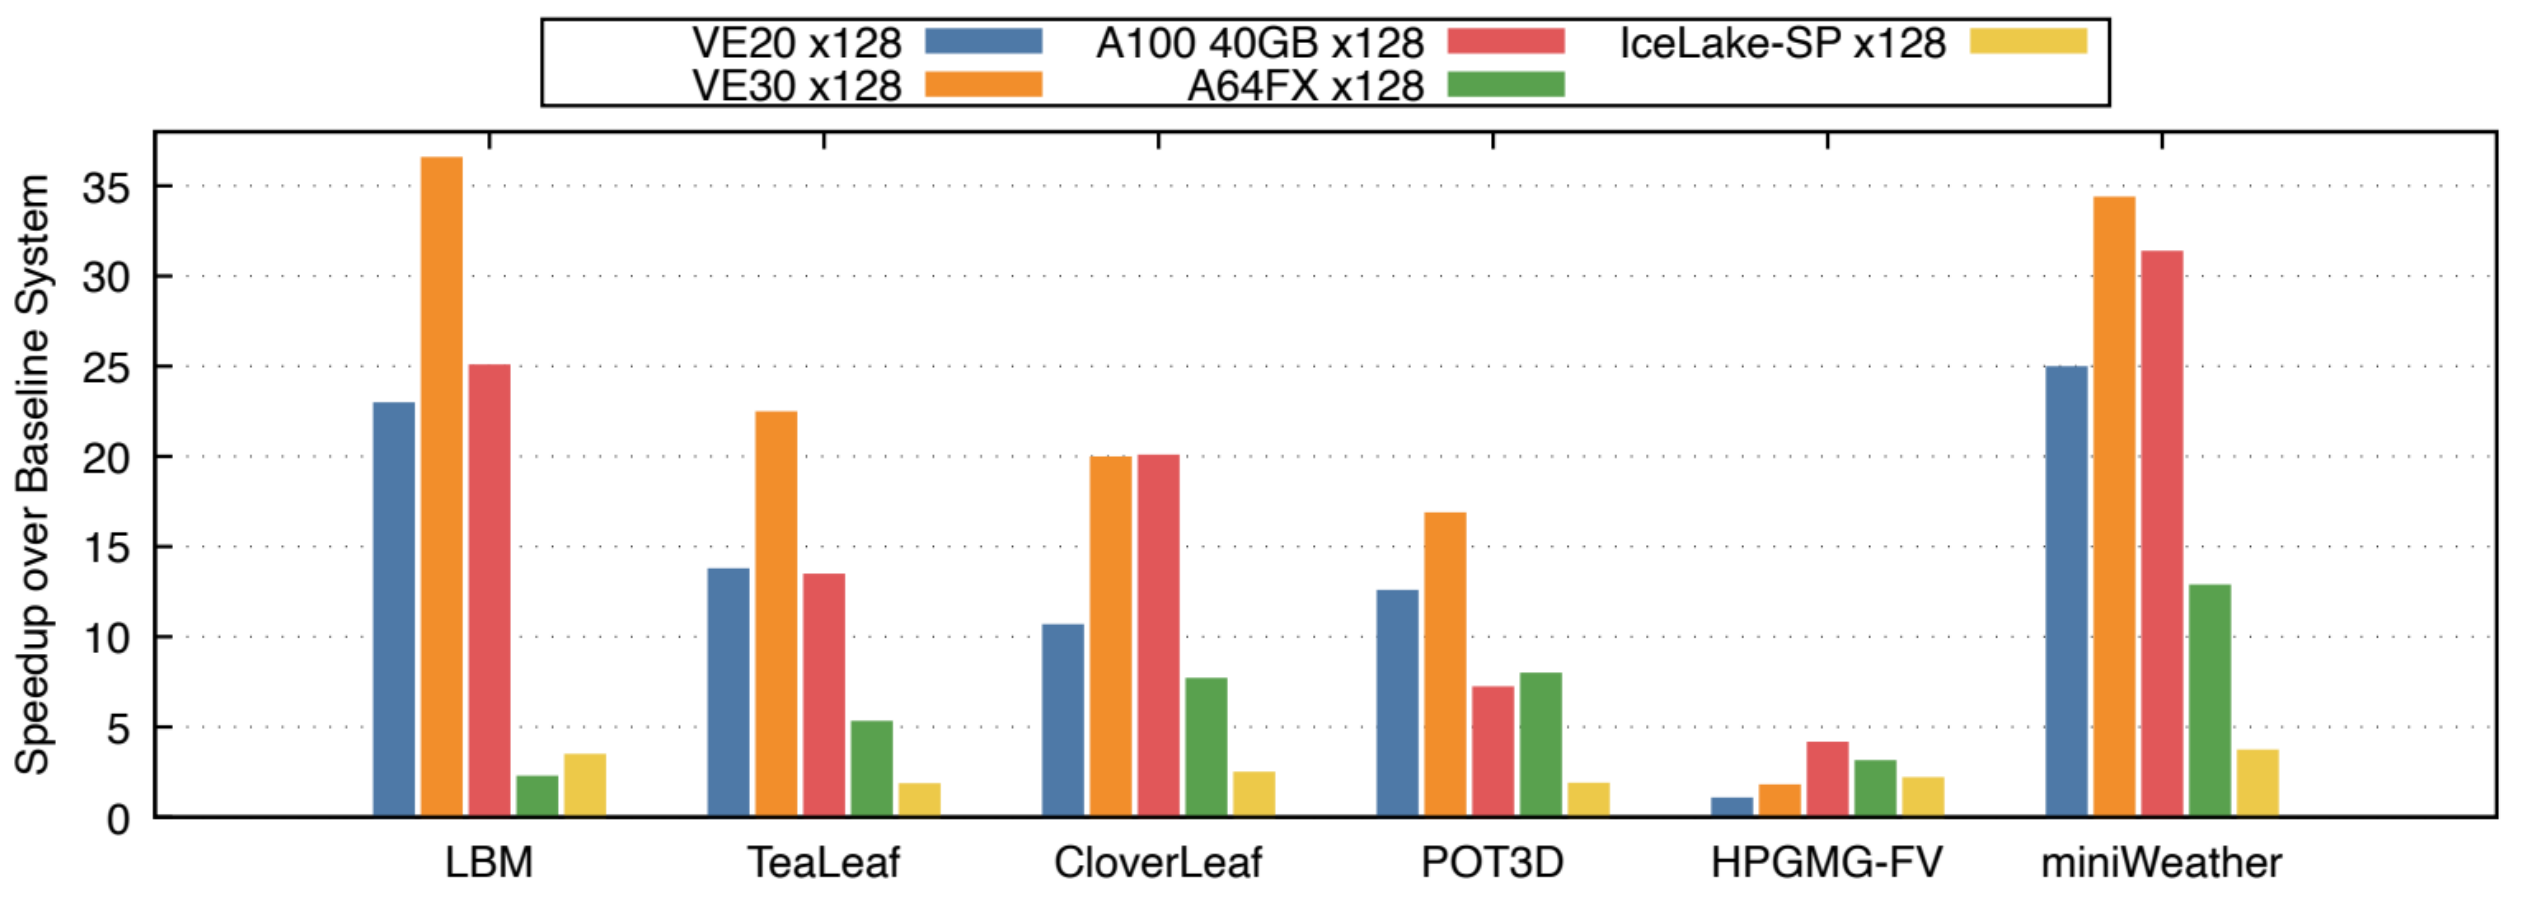 VE20 x128 A100 40GB x128 IceLake-SP x128
VE30 x128 A64FX x128
Speedup over Baseline System
35
30
25
20
15
10
5
0
LBM TeaLeaf CloverLeaf POT3D HPGMG-FV miniWeather